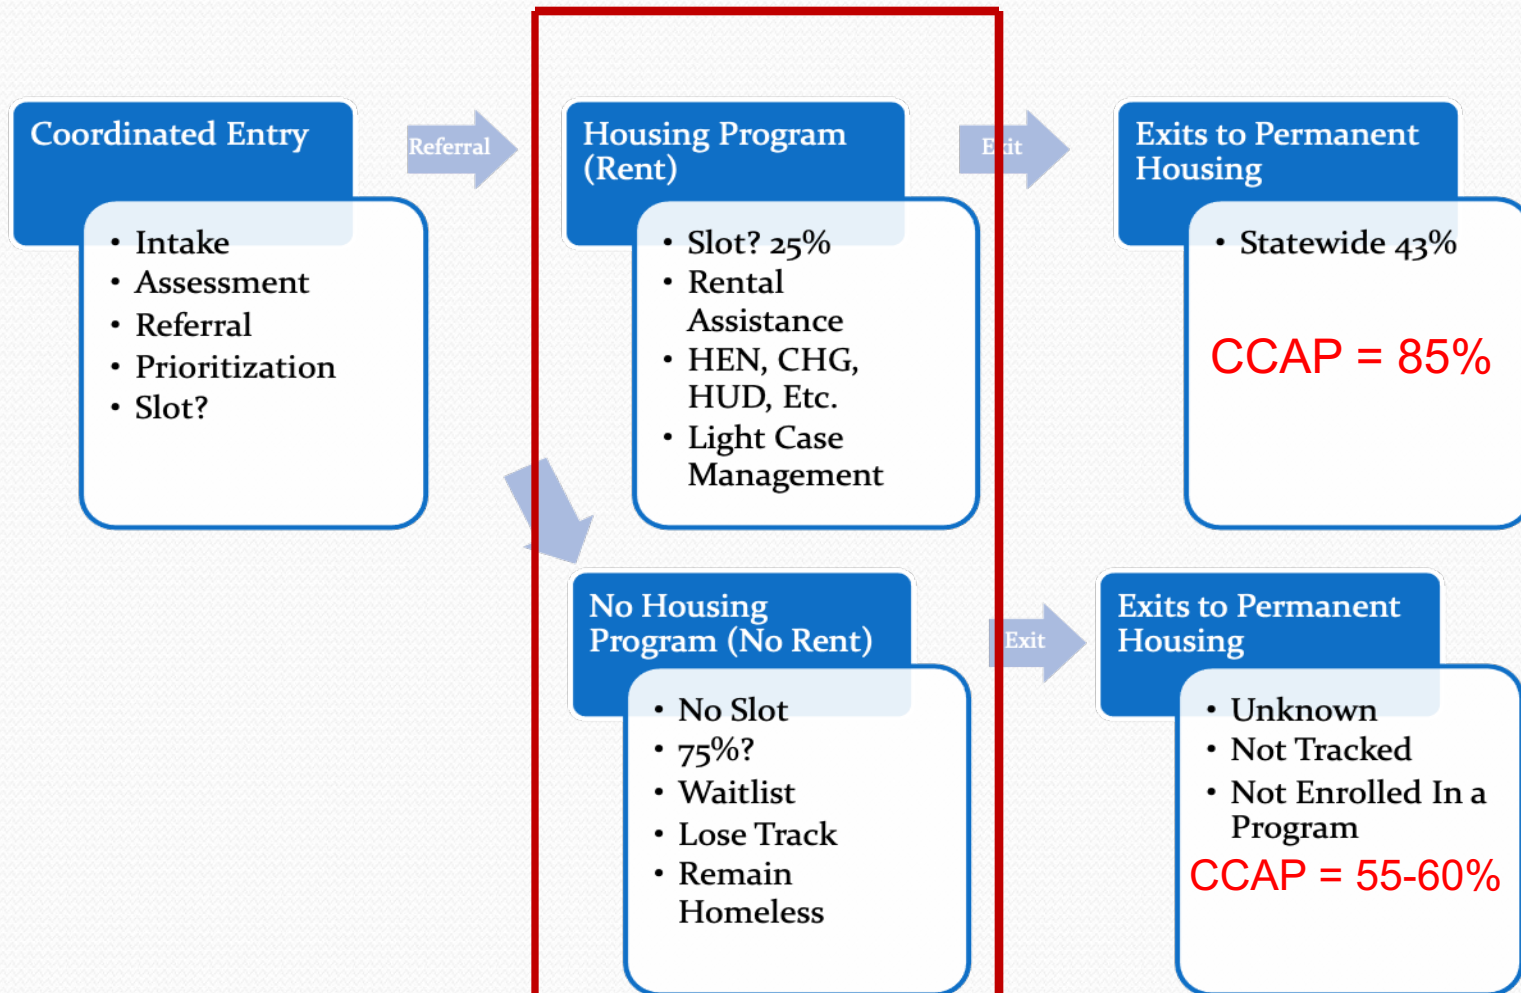 Coordinated Entry
• Intake
• Assessment
• Referral
• Prioritization
• Slot?
Referral
Housing Program
(Rent)
• Slot? 25%
• Rental
Assistance
• HEN, CHG,
HUD, Etc.
• Light Case
Management
Exit
Exits to Permanent
Housing
• Statewide 43%
CCAP = 85%
No Housing
Program (No Rent)
• No Slot
• 75%?
• Waitlist
• Lose Track
• Remain
Homeless
Exit
Exits to Permanent
Housing
• Unknown
• Not Tracked
• Not Enrolled In a
Program
CCAP = 55-60%